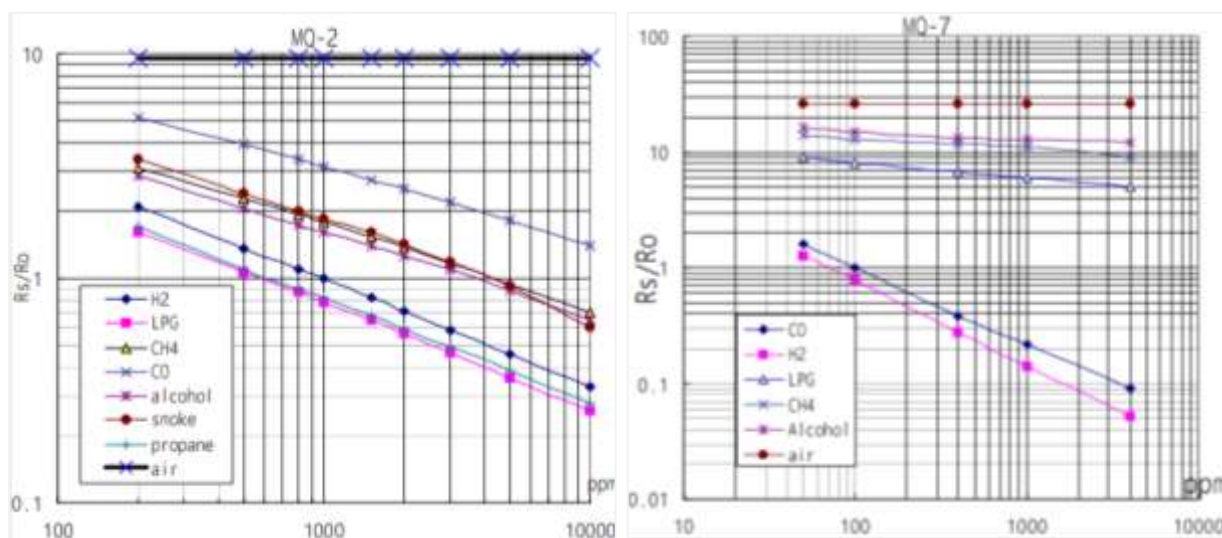 MQ-2
10
1
0.1
Rs/Ro
H2
LPG
CH4
CO
alcohol
smoke
propane
air
ppm
100
1000
10000
MQ-7
100
10
1
0.1
0.01
Rs/Ro
CO
H2
LPG
CH4
Alcohol
air
ppm
10
100
1000
10000